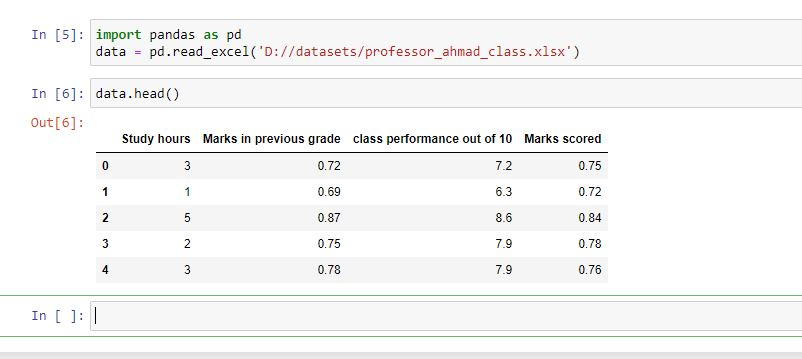 In [5]: import pandas as pd
data = pd.read_excel('D://datasets/professor_ahmad_class.xlsx')
In [6]: data.head()
Out[6]:
Study hours Marks in previous grade class performance out of 10 Marks scored
0 3 0.72 7.2 0.75
1 1 0.69 6.3 0.72
2 5 0.87 8.6 0.84
3 2 0.75 7.9 0.78
4 3 0.78 7.9 0.76
In [ ]: